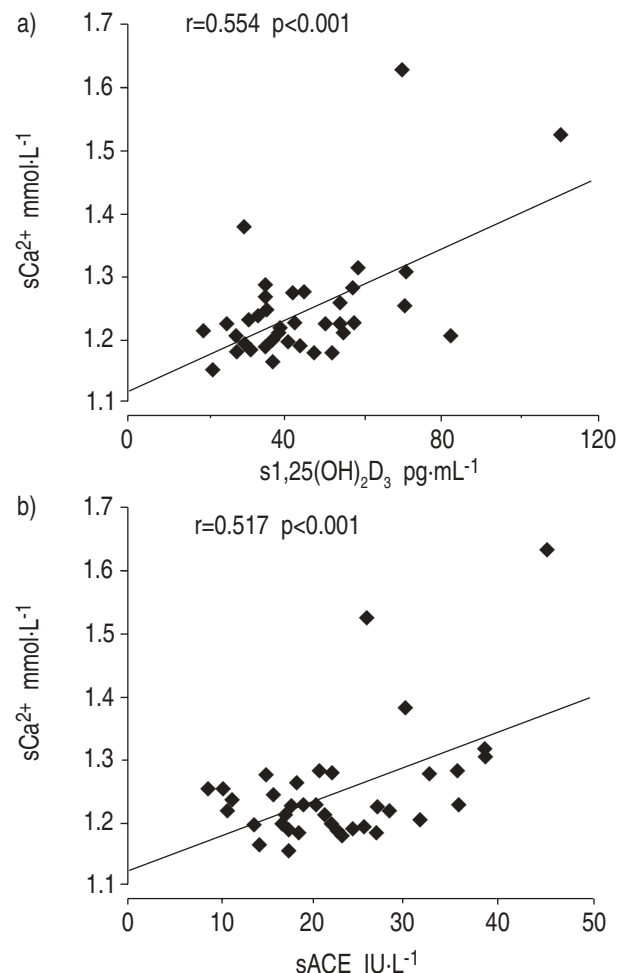 a)
r=0.554 p<0.001
1.7
1.6
1.5
1.4
1.3
1.2
1.1
sCa²⁺ mmol·L⁻¹
0 40 80 120
s1,25(OH)₂D₃ pg·mL⁻¹
b)
r=0.517 p<0.001
1.7
1.6
1.5
1.4
1.3
1.2
1.1
sCa²⁺ mmol·L⁻¹
0 10 20 30 40 50
sACE IU·L⁻¹